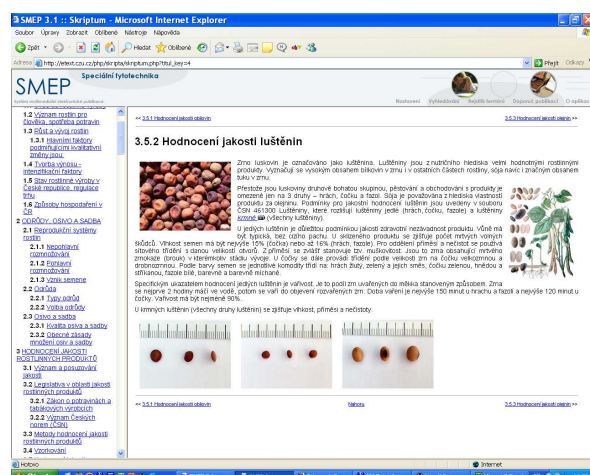 SMEP 3.1 :: Skriptum - Microsoft Internet Explorer
Soubor Úpravy Zobrazit Oblíbené Nástroje Nápověda
Zpět Hledat Oblíbené
Adresa http://etext.czu.cz/php/skripta/skriptum.php?titul_key=4 Přejít Odkazy
SMEP Speciální fytotechnika
Systém multimediální elektronické publikace
Nastavení Vyhledávání Rejstřík termínů Doporuč. publikaci O aplikaci
1.2 Význam rostlin pro
člověka, spotřeba potravin
1.3 Růst a vývoj rostlin
1.3.1 Hlavními faktory
podmiňujícími kvalitativní
změny jsou:
1.4 Tvorba výnosu -
intenzifikační faktory
1.5 Stav rostlinné výroby v
České republice, regulace
trhu
1.6 Způsoby hospodaření v
ČR
2 ODRŮDY, OSIVO A SADBA
2.1 Reprodukční systémy
rostlin
2.1.1 Nepohlavní
rozmnožování
2.1.2 Pohlavní
rozmnožování
2.1.3 Vznik semene
2.2 Odrůda
2.2.1 Typy odrůd
2.2.2 Volba odrůdy
2.3 Osivo a sadba
2.3.1 Kvalita osiva a sadby
2.3.2 Obecné zásady
množení osiv a sadby
3 HODNOCENÍ JAKOSTI
ROSTLINNÝCH PRODUKTŮ
3.1 Význam a posuzování
jakosti
3.2 Legislativa v oblasti jakosti
rostlinných produktů
3.2.1 Zákon o potravinách a
tabákových výrobcích
3.2.2 Význam Českých
norem (ČSN)
3.3 Metody hodnocení jakosti
rostlinných produktů
3.4 Vzorkování
<< 3.5.1 Hodnocení jakosti obilovin 3.5.3 Hodnocení jakosti olejnin >>
3.5.2 Hodnocení jakosti luštěnin
Zrno luskovin je označováno jako luštěnina. Luštěniny jsou z nutričního hlediska velmi hodnotnými rostlinnými
produkty. Vyznačují se vysokým obsahem bílkovin v zrnu i v ostatních částech rostliny, sója navíc i značným obsahem
tuku v zrnu.
Přestože jsou luskoviny druhově bohatou skupinou, pěstování a obchodování s produkty je
omezené jen na 3 druhy – hrách, čočku a fazol. Sója je považována z hlediska vlastností
produktu za olejninu. Podmínky pro jakostní hodnocení luštěnin jsou uvedeny v souboru
ČSN 461300 Luštěniny, které rozlišují luštěniny jedlé (hrách, čočku, fazole) a luštěniny
krmné (všechny luštěniny).
U jedlých luštěnin je důležitou podmínkou jakosti zdravotní nezávadnost produktu. Vůně má
být typická, bez cizího pachu. U sklizeného produktu se zjišťuje počet mrtvých volných
škůdců. Vlhkost semen má být nejvýše 15% (čočka) nebo až 16% (hrách, fazole). Pro oddělení příměsí a nečistot se používá
sítového třídění s danou velikostí otvorů. Z příměsí se zvlášť stanovuje tzv. muškovitost. Jsou to zrna obsahující mrtvého
zrnokaze (brouk) v kterémkoliv stádiu vývoje. U čočky se dále provádí třídění podle velikosti zrn na čočku velkozrnnou a
drobnozrnnou. Podle barvy semen se jednotlivé komodity třídí na: hrách žlutý, zelený a jejich směs, čočku zelenou, hnědou a
stříkanou, fazole bílé, barevné a barevně míchané.
Specifickým ukazatelem hodnocení jedlých luštěnin je vařivost. Je to podíl zrn uvařených do měkka stanoveným způsobem. Zrna
se nejprve 2 hodiny máčí ve vodě, potom se vaří do objevení rozvařených zrn. Doba vaření je nejvýše 150 minut u hrachu a fazolí a nejvýše 120 minut u
čočky. Vařivost má být nejméně 90%.
U krmných luštěnin (všechny druhy luštěnin) se zjišťuje vlhkost, příměsi a nečistoty.
<< 3.5.1 Hodnocení jakosti obilovin Nahoru 3.5.3 Hodnocení jakosti olejnin >>
Hotovo Internet